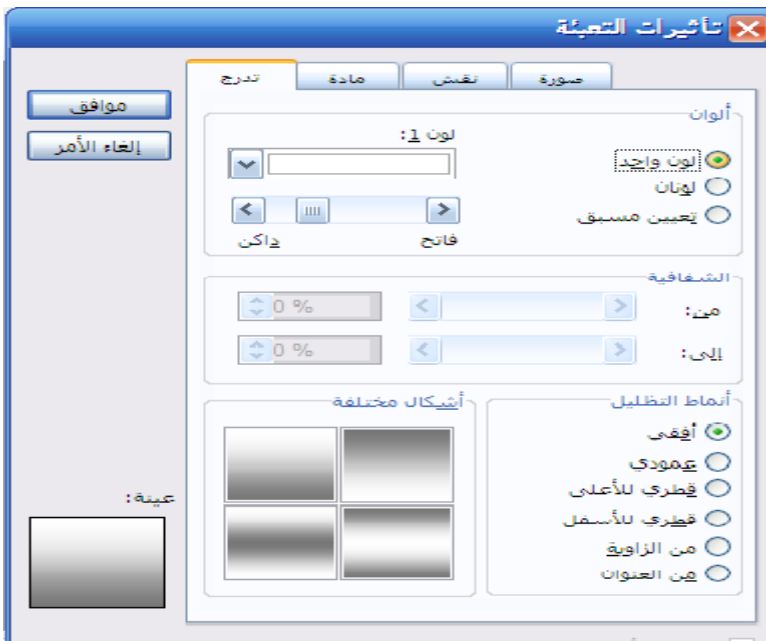 تأثيرات التعبئة
تدرج مادة نقش صورة
موافق
إلغاء الأمر
ألوان
لون 1:
لون واحد
لونان
تعيين مسبق
فاتح داكن
الشفافية
من: 0 %
إلى: 0 %
أنماط التظليل
أفقي
عمودي
قطري للأعلى
قطري للأسفل
من الزاوية
من العنوان
أشكال مختلفة
عينة: